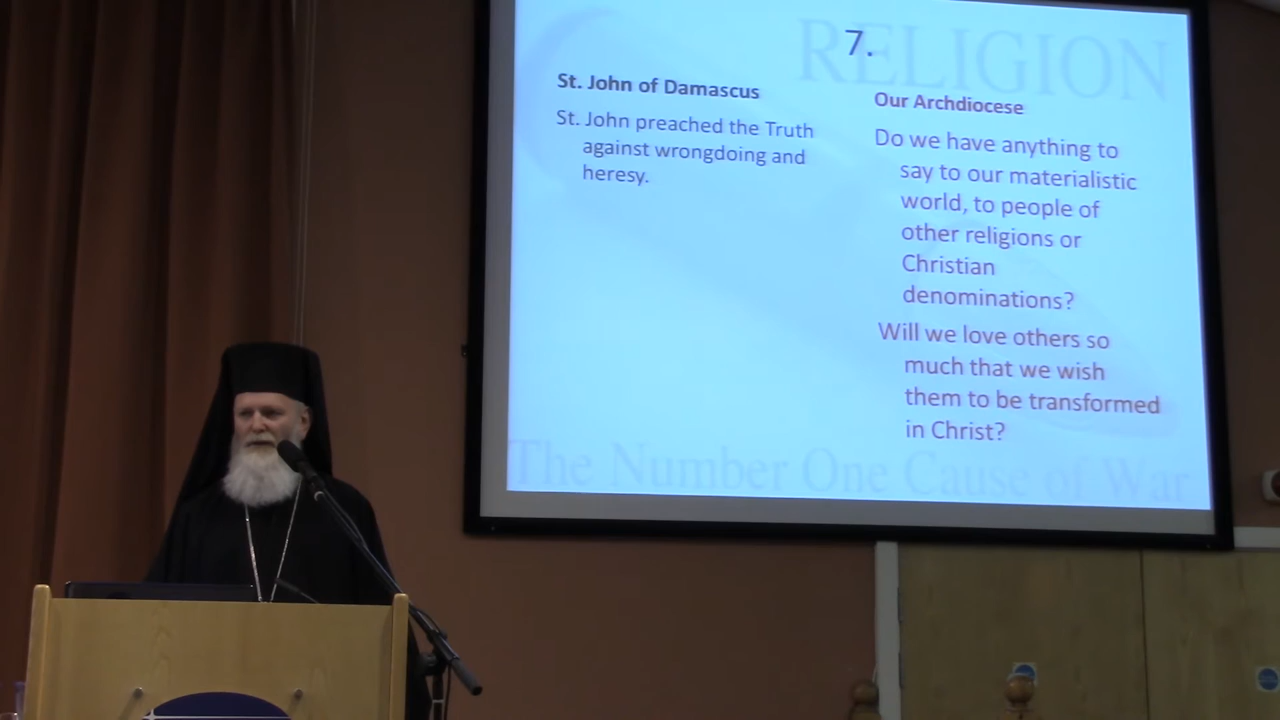 RELIGION
7.
St. John of Damascus
St. John preached the Truth
against wrongdoing and
heresy.
Our Archdiocese
Do we have anything to
say to our materialistic
world, to people of
other religions or
Christian
denominations?
Will we love others so
much that we wish
them to be transformed
in Christ?
The Number One Cause of War